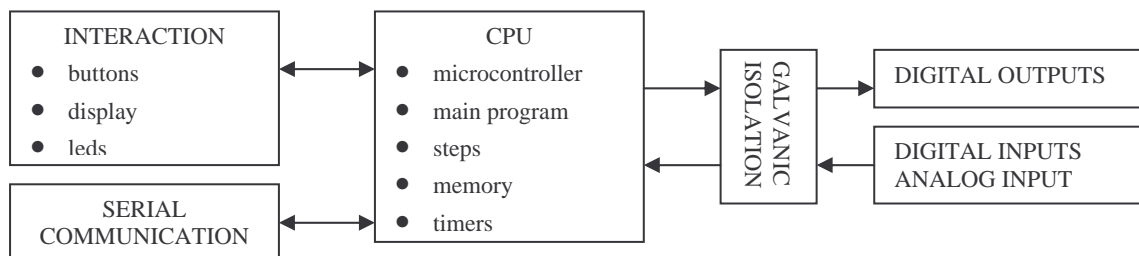 INTERACTION
buttons
display
leds
SERIAL
COMMUNICATION
CPU
microcontroller
main program
steps
memory
timers
GALVANIC
ISOLATION
DIGITAL OUTPUTS
DIGITAL INPUTS
ANALOG INPUT